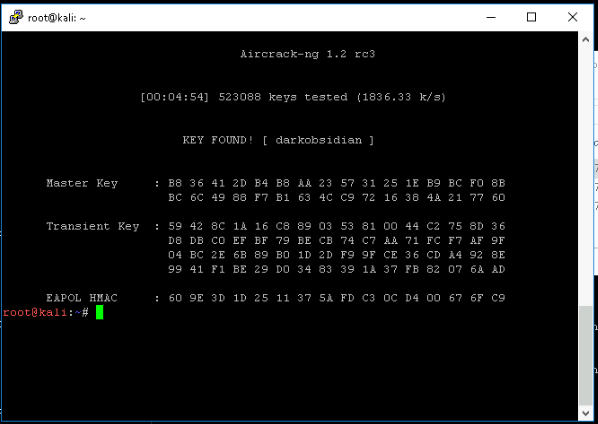 root@kali: ~
Aircrack-ng 1.2 rc3
[00:04:54] 523088 keys tested (1836.33 k/s)
KEY FOUND! [ darkobsidian ]
Master Key : B8 36 41 2D B4 B8 AA 23 57 31 25 1E B9 BC F0 8B
BC 6C 49 88 F7 B1 63 4C C9 72 16 38 4A 21 77 60
Transient Key : 59 42 8C 1A 16 C8 89 03 53 81 00 44 C2 75 8D 36
D8 DB C0 EF BF 79 BE CB 74 C7 AA 71 FC F7 AF 9F
04 BC 2E 6B 89 B0 1D 2D F9 9F CE 36 CD A4 92 8E
99 41 F1 BE 29 D0 34 83 39 1A 37 FB 82 07 6A AD
EAPOL HMAC : 60 9E 3D 1D 25 11 37 5A FD C3 0C D4 00 67 6F C9
root@kali:~#